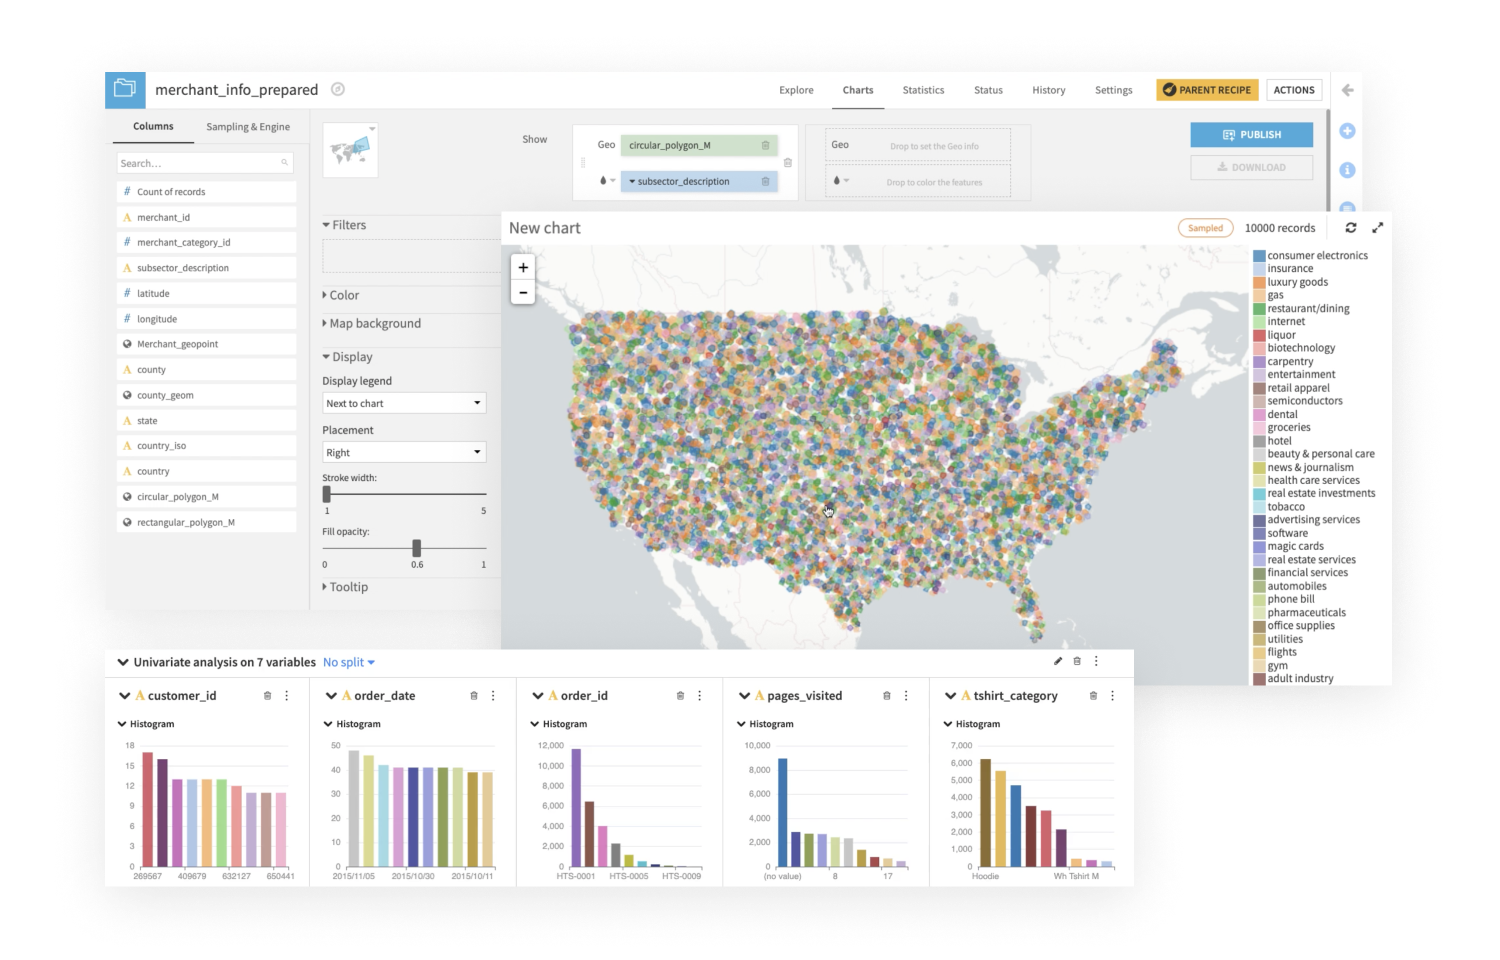 merchant_info_prepared
Explore
Charts
Statistics
Status
History
Settings
PARENT RECIPE
ACTIONS
Columns
Sampling & Engine
Search...
# Count of records
A merchant_id
# merchant_category_id
A subsector_description
# latitude
# longitude
Merchant_geopoint
A county
county_geom
A state
A country_iso
A country
circular_polygon_M
rectangular_polygon_M
Show
Geo circular_polygon_M
subsector_description
Geo Drop to set the Geo info
Drop to color the features
PUBLISH
DOWNLOAD
Filters
Color
Map background
Display
Display legend
Next to chart
Placement
Right
Stroke width:
1 5
Fill opacity:
0 0.6 1
Tooltip
New chart
Sampled
10000 records
+
−
consumer electronics
insurance
luxury goods
gas
restaurant/dining
internet
liquor
biotechnology
carpentry
entertainment
retail apparel
semiconductors
dental
groceries
hotel
beauty & personal care
news & journalism
health care services
real estate investments
tobacco
advertising services
software
magic cards
real estate services
financial services
automobiles
phone bill
pharmaceuticals
office supplies
utilities
flights
gym
adult industry
Univariate analysis on 7 variables No split
A customer_id
Histogram
18
15
12
9
6
3
0
269587 409679 632127 650441
A order_date
Histogram
50
40
30
20
10
0
2015/11/05 2015/10/30 2015/10/11
A order_id
Histogram
12,000
10,000
8,000
6,000
4,000
2,000
0
HTS-0001 HTS-0005 HTS-0009
A pages_visited
Histogram
10,000
8,000
6,000
4,000
2,000
0
(no value) 8 17
A tshirt_category
Histogram
7,000
6,000
5,000
4,000
3,000
2,000
1,000
0
Hoodie Wh Tshirt M